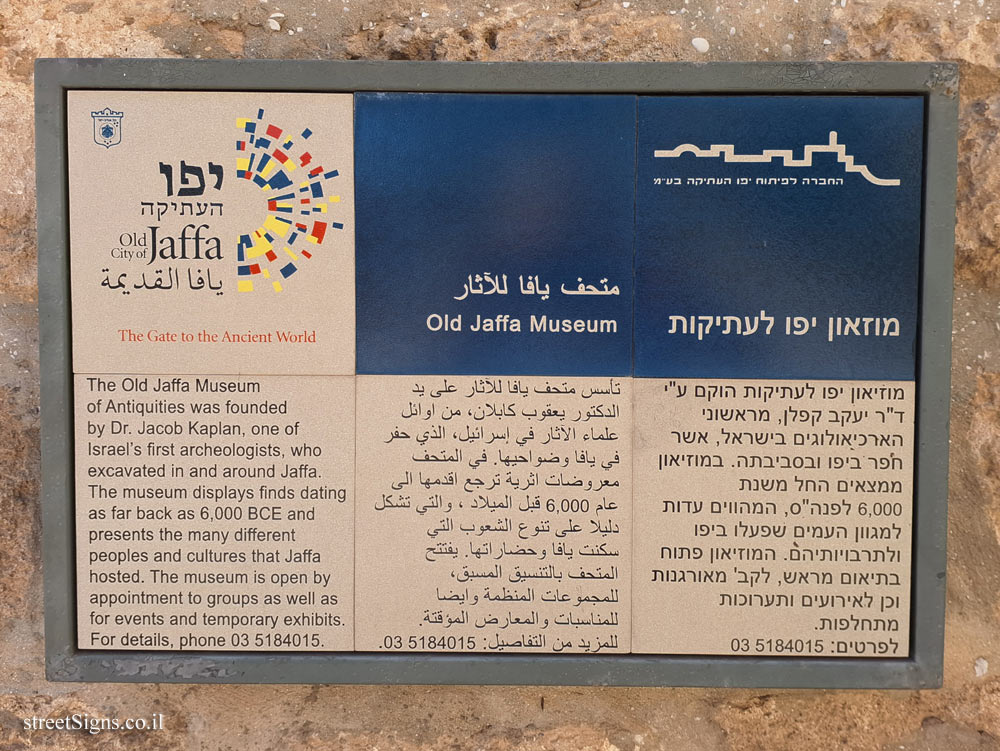 יפו
העתיקה
Old
City of Jaffa
يافا القديمة
The Gate to the Ancient World
متحف يافا للآثار
Old Jaffa Museum
החברה לפיתוח יפו העתיקה בע"מ
מוזאון יפו לעתיקות
The Old Jaffa Museum
of Antiquities was founded
by Dr. Jacob Kaplan, one of
Israel's first archeologists, who
excavated in and around Jaffa.
The museum displays finds dating
as far back as 6,000 BCE and
presents the many different
peoples and cultures that Jaffa
hosted. The museum is open by
appointment to groups as well as
for events and temporary exhibits.
For details, phone 03 5184015.
تأسس متحف يافا للآثار على يد
الدكتور يعقوب كابلان، من اوائل
علماء الآثار في إسرائيل، الذي حفر
في يافا وضواحيها. في المتحف
معروضات اثرية ترجع اقدمها الى
عام 6,000 قبل الميلاد ، والتي تشكل
دليلا على تنوع الشعوب التي
سكنت يافا وحضاراتها. يفتتح
المتحف بالتنسيق المسبق،
للمجموعات المنظمة وايضا
للمناسبات والمعارض الموؤقتة.
للمزيد من التفاصيل: 03 5184015.
מוזיאון יפו לעתיקות הוקם ע"י
ד"ר יעקב קפלן, מראשוני
הארכיאולוגים בישראל, אשר
חפר ביפו ובסביבתה. במוזיאון
ממצאים החל משנת
6,000 לפנה"ס, המהווים עדות
למגוון העמים שפעלו ביפו
ולתרבויותיהם. המוזיאון פתוח
בתיאום מראש, לקב' מאורגנות
וכן לאירועים ותערוכות
מתחלפות.
לפרטים: 03 5184015
streetSigns.co.il